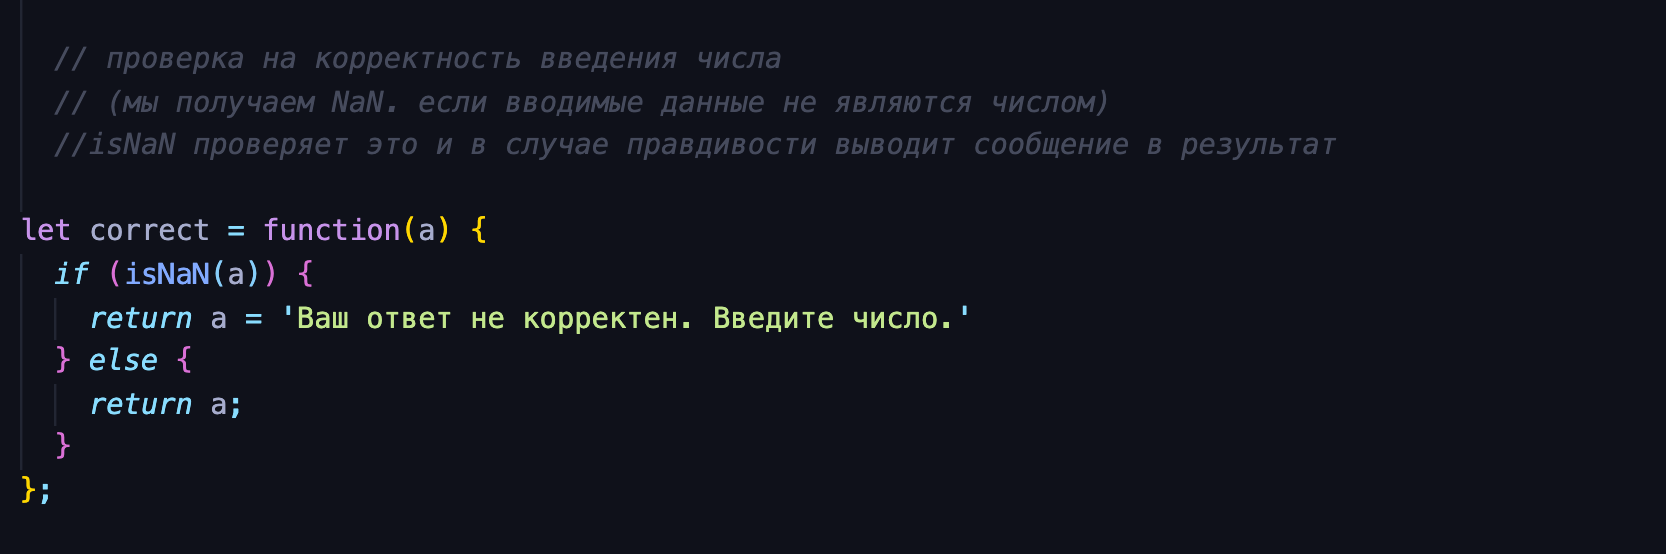 // проверка на корректность введения числа
// (мы получаем NaN. если вводимые данные не являются числом)
//isNaN проверяет это и в случае правдивости выводит сообщение в результат
let correct = function(a) {
if (isNaN(a)) {
return a = 'Ваш ответ не корректен. Введите число.'
} else {
return a;
}
};